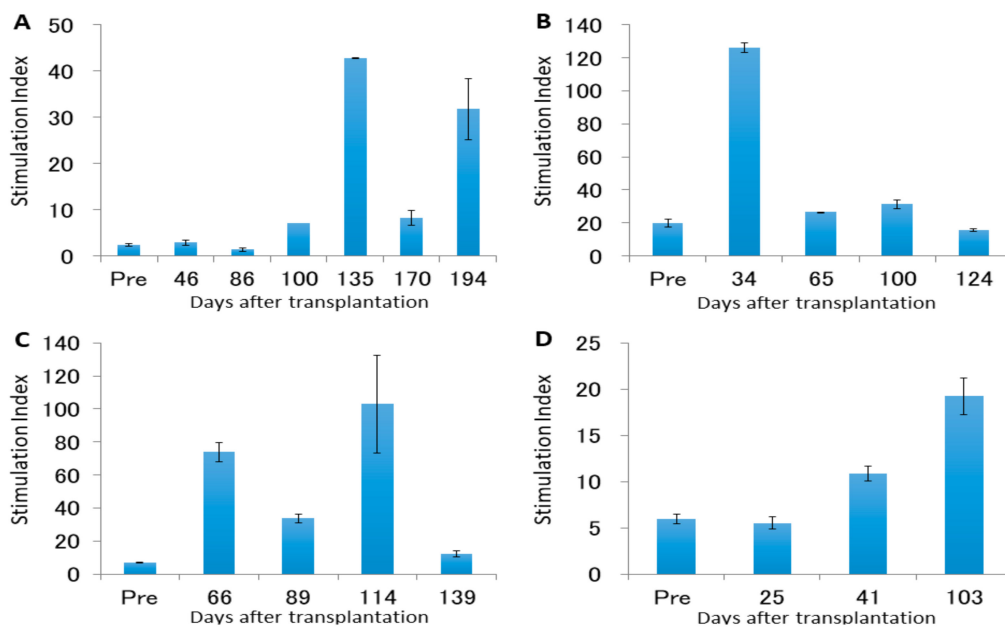 A
Stimulation Index
50
40
30
20
10
0
Pre 46 86 100 135 170 194
Days after transplantation
B
Stimulation Index
140
120
100
80
60
40
20
0
Pre 34 65 100 124
Days after transplantation
C
Stimulation Index
140
120
100
80
60
40
20
0
Pre 66 89 114 139
Days after transplantation
D
Stimulation Index
25
20
15
10
5
0
Pre 25 41 103
Days after transplantation